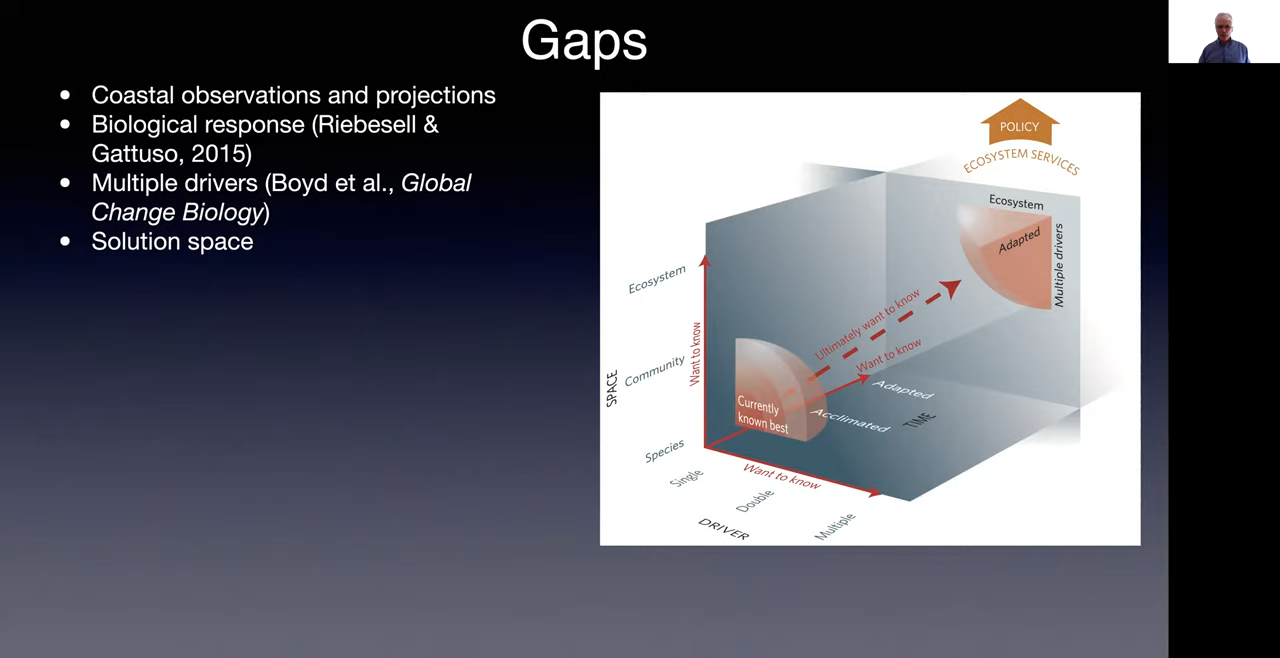 Gaps
• Coastal observations and projections
• Biological response (Riebesell &
Gattuso, 2015)
• Multiple drivers (Boyd et al., Global
Change Biology)
• Solution space
POLICY
ECOSYSTEM SERVICES
Ecosystem
Adapted
Multiple drivers
Ecosystem
Community
Species
SPACE
Want to know
Ultimately want to know
Want to know
Adapted
Acclimated
TIME
Currently
known best
Want to know
Single
Double
Multiple
DRIVER